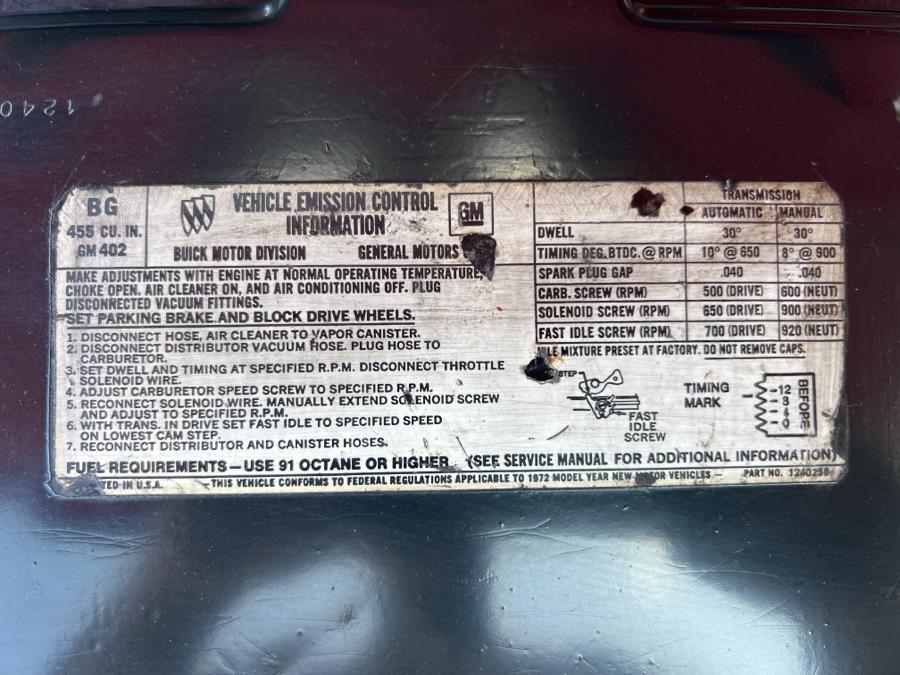 1240
BG
455 CU. IN.
GM 402
VEHICLE EMISSION CONTROL
INFORMATION
GM
BUICK MOTOR DIVISION GENERAL MOTORS
MAKE ADJUSTMENTS WITH ENGINE AT NORMAL OPERATING TEMPERATURE,
CHOKE OPEN. AIR CLEANER ON, AND AIR CONDITIONING OFF. PLUG
DISCONNECTED VACUUM FITTINGS.
SET PARKING BRAKE AND BLOCK DRIVE WHEELS.
1. DISCONNECT HOSE, AIR CLEANER TO VAPOR CANISTER.
2. DISCONNECT DISTRIBUTOR VACUUM HOSE. PLUG HOSE TO
CARBURETOR.
3. SET DWELL AND TIMING AT SPECIFIED R.P.M. DISCONNECT THROTTLE
SOLENOID WIRE.
4. ADJUST CARBURETOR SPEED SCREW TO SPECIFIED R.P.M.
5. RECONNECT SOLENOID WIRE. MANUALLY EXTEND SOLENOID SCREW
AND ADJUST TO SPECIFIED R.P.M.
6. WITH TRANS. IN DRIVE SET FAST IDLE TO SPECIFIED SPEED
ON LOWEST CAM STEP.
7. RECONNECT DISTRIBUTOR AND CANISTER HOSES.
TRANSMISSION
AUTOMATIC MANUAL
DWELL 30° 30°
TIMING DEG. BTDC. @ RPM 10° @ 650 8° @ 900
SPARK PLUG GAP .040 .040
CARB. SCREW (RPM) 500 (DRIVE) 600 (NEUT)
SOLENOID SCREW (RPM) 650 (DRIVE) 900 (NEUT)
FAST IDLE SCREW (RPM) 700 (DRIVE) 920 (NEUT)
MIXTURE PRESET AT FACTORY. DO NOT REMOVE CAPS.
STEP
FAST
IDLE
SCREW
TIMING
MARK
12
8
4
0
BEFORE
FUEL REQUIREMENTS — USE 91 OCTANE OR HIGHER (SEE SERVICE MANUAL FOR ADDITIONAL INFORMATION)
IN U.S.A. — THIS VEHICLE CONFORMS TO FEDERAL REGULATIONS APPLICABLE TO 1972 MODEL YEAR NEW MOTOR VEHICLES — PART NO. 1240258